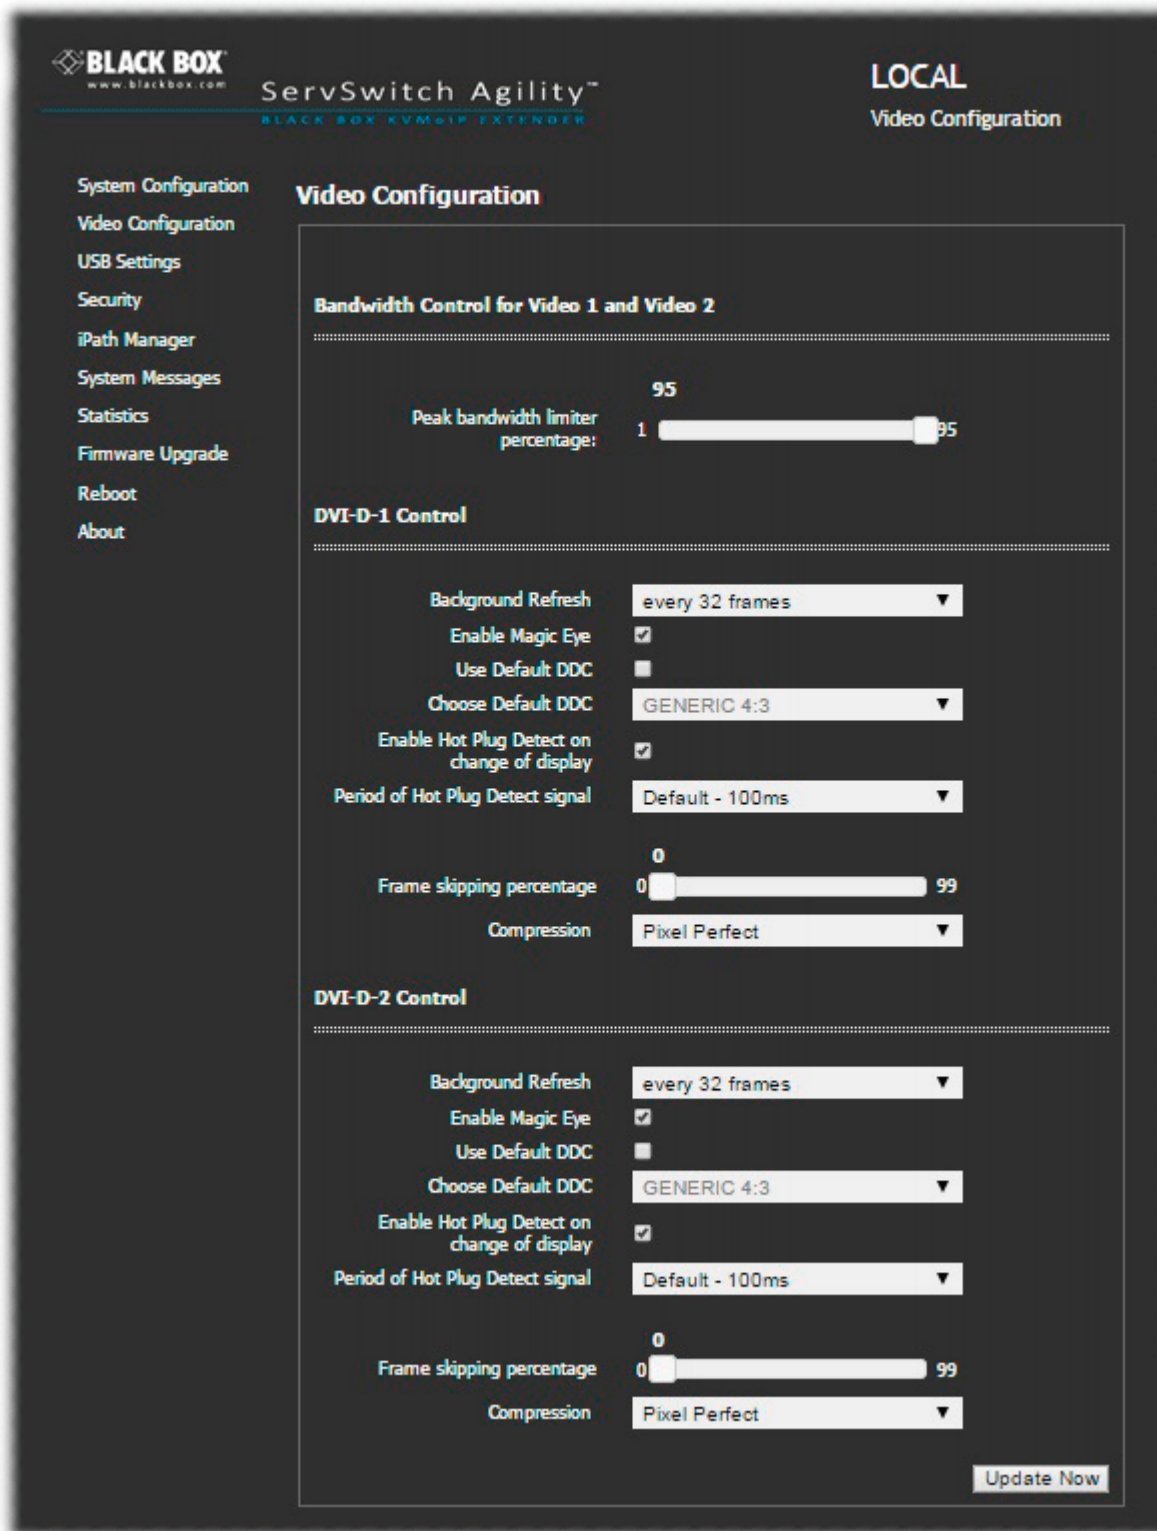 BLACK BOX
www.blackbox.com
ServSwitch Agility™
BLACK BOX KVMoIP EXTENDER
LOCAL
Video Configuration
System Configuration
Video Configuration
USB Settings
Security
iPath Manager
System Messages
Statistics
Firmware Upgrade
Reboot
About
Video Configuration
Bandwidth Control for Video 1 and Video 2
95
Peak bandwidth limiter
percentage:
1 95
DVI-D-1 Control
Background Refresh every 32 frames
Enable Magic Eye
Use Default DDC
Choose Default DDC GENERIC 4:3
Enable Hot Plug Detect on
change of display
Period of Hot Plug Detect signal Default - 100ms
0
Frame skipping percentage 0 99
Compression Pixel Perfect
DVI-D-2 Control
Background Refresh every 32 frames
Enable Magic Eye
Use Default DDC
Choose Default DDC GENERIC 4:3
Enable Hot Plug Detect on
change of display
Period of Hot Plug Detect signal Default - 100ms
0
Frame skipping percentage 0 99
Compression Pixel Perfect
Update Now